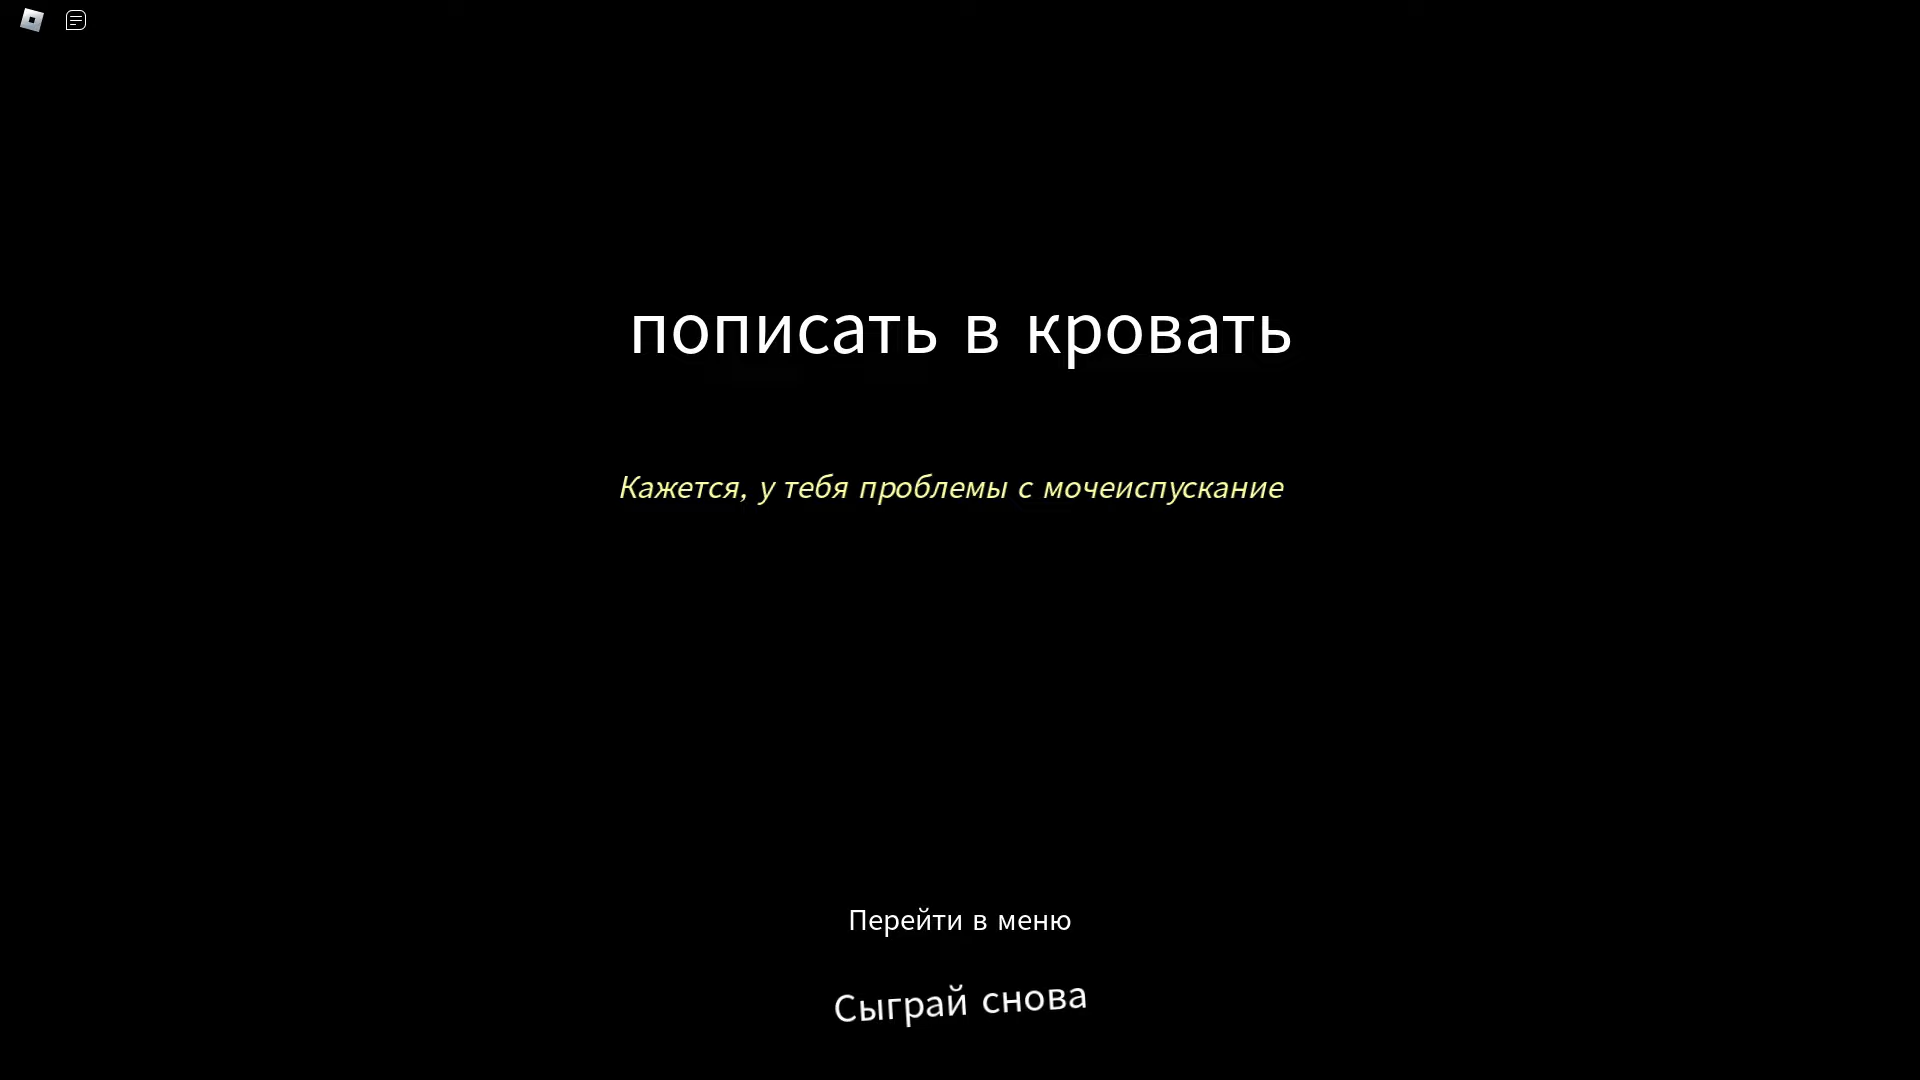 пописать в кровать
Кажется, у тебя проблемы с мочеиспускание
Перейти в меню
Сыграй снова